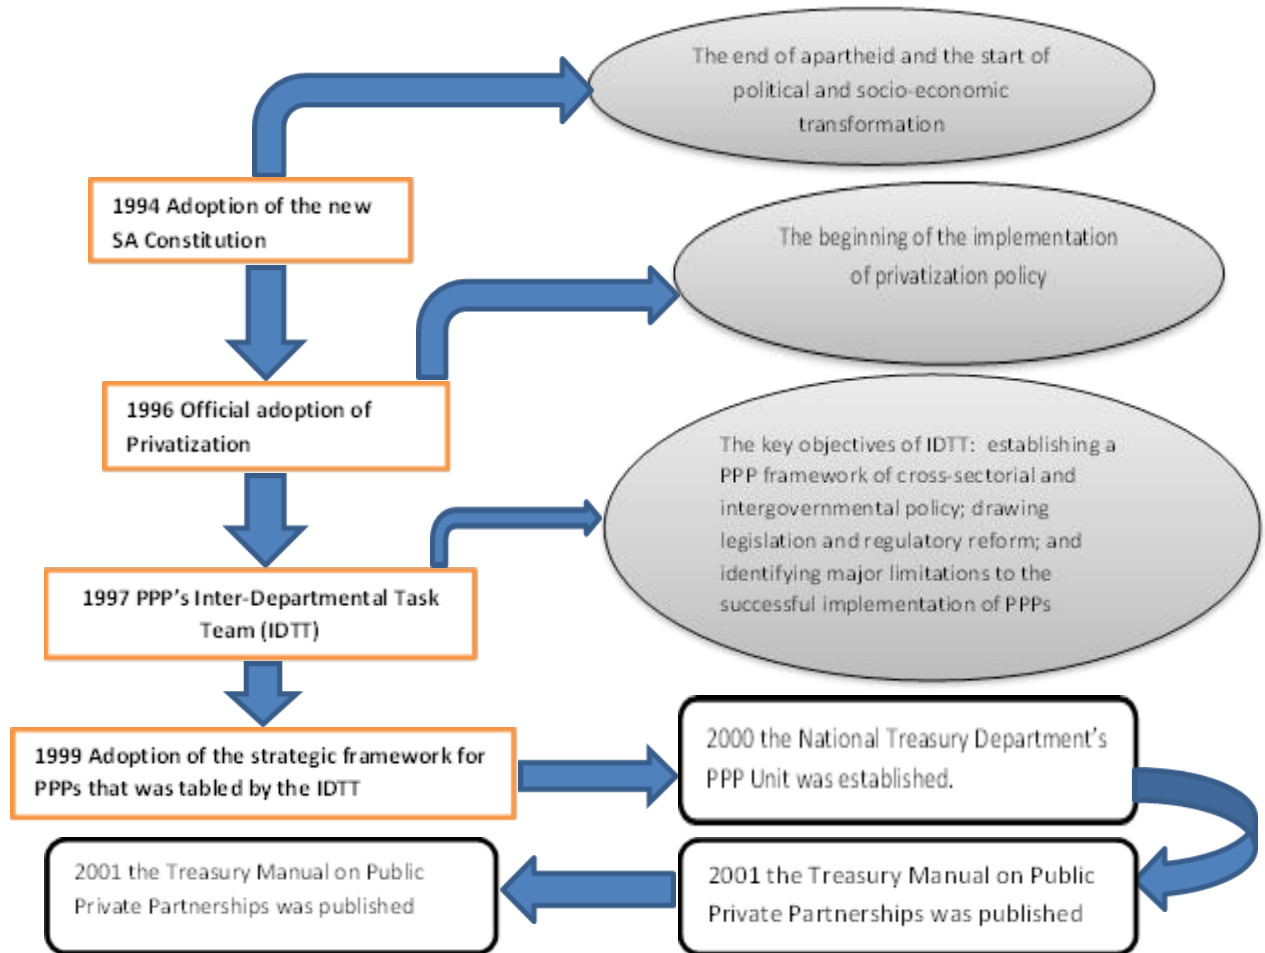 The end of apartheid and the start of
political and socio-economic
transformation
1994 Adoption of the new
SA Constitution
The beginning of the implementation
of privatization policy
1996 Official adoption of
Privatization
The key objectives of IDTT: establishing a
PPP framework of cross-sectorial and
intergovernmental policy; drawing
legislation and regulatory reform; and
identifying major limitations to the
successful implementation of PPPs
1997 PPP's Inter-Departmental Task
Team (IDTT)
1999 Adoption of the strategic framework for
PPPs that was tabled by the IDTT
2000 the National Treasury Department's
PPP Unit was established.
2001 the Treasury Manual on Public
Private Partnerships was published
2001 the Treasury Manual on Public
Private Partnerships was published